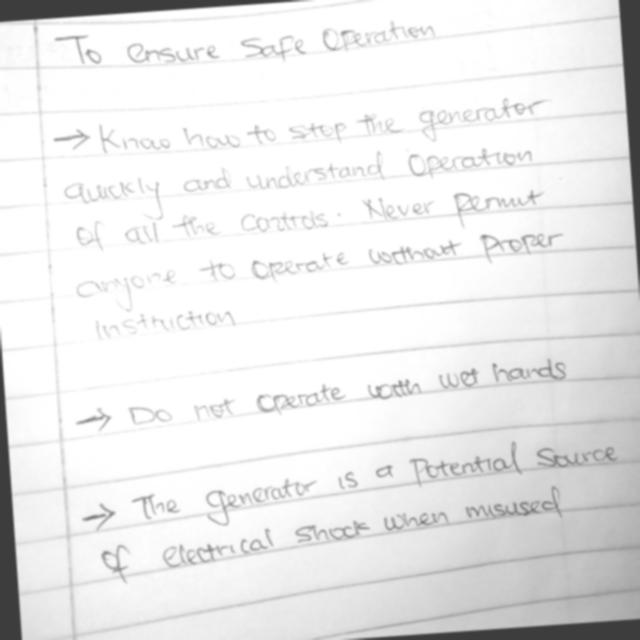 To ensure Safe Operation
→ Know how to stop the generator
quickly and understand Operation
of all the Controls. Never Permit
anyone to Operate without Proper
Instruction
→ Do not Operate with wet hands
→ The generator is a Potential Source
of electrical shock when misused